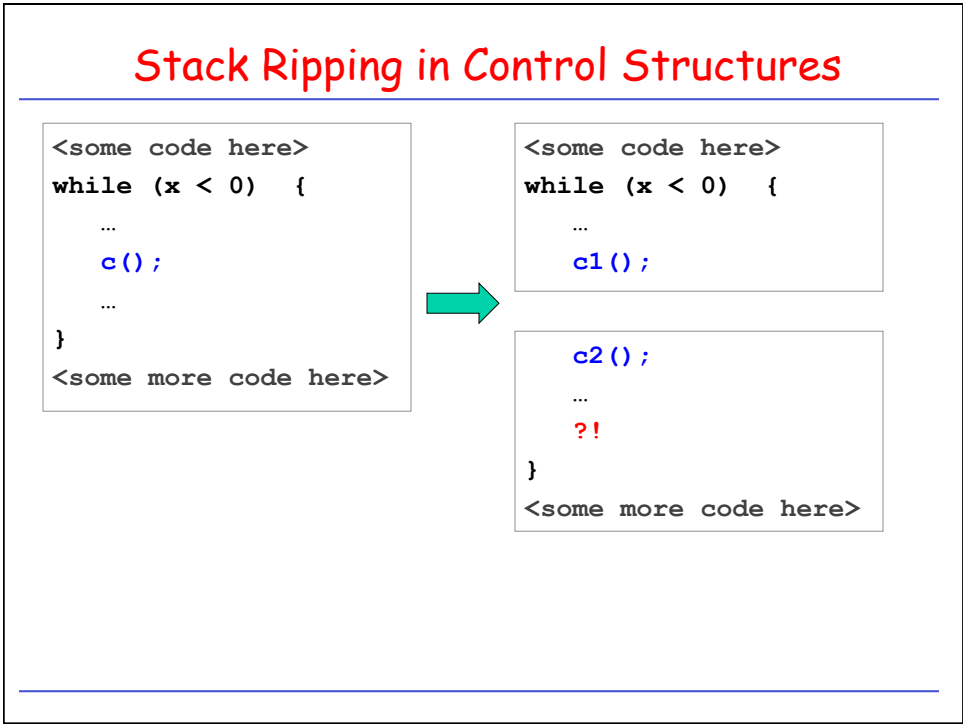 Stack Ripping in Control Structures
<some code here>
while (x < 0)  {
…
c();
…
}
<some more code here>
<some code here>
while (x < 0)  {
…
c1();
c2();
…
?!
}
<some more code here>